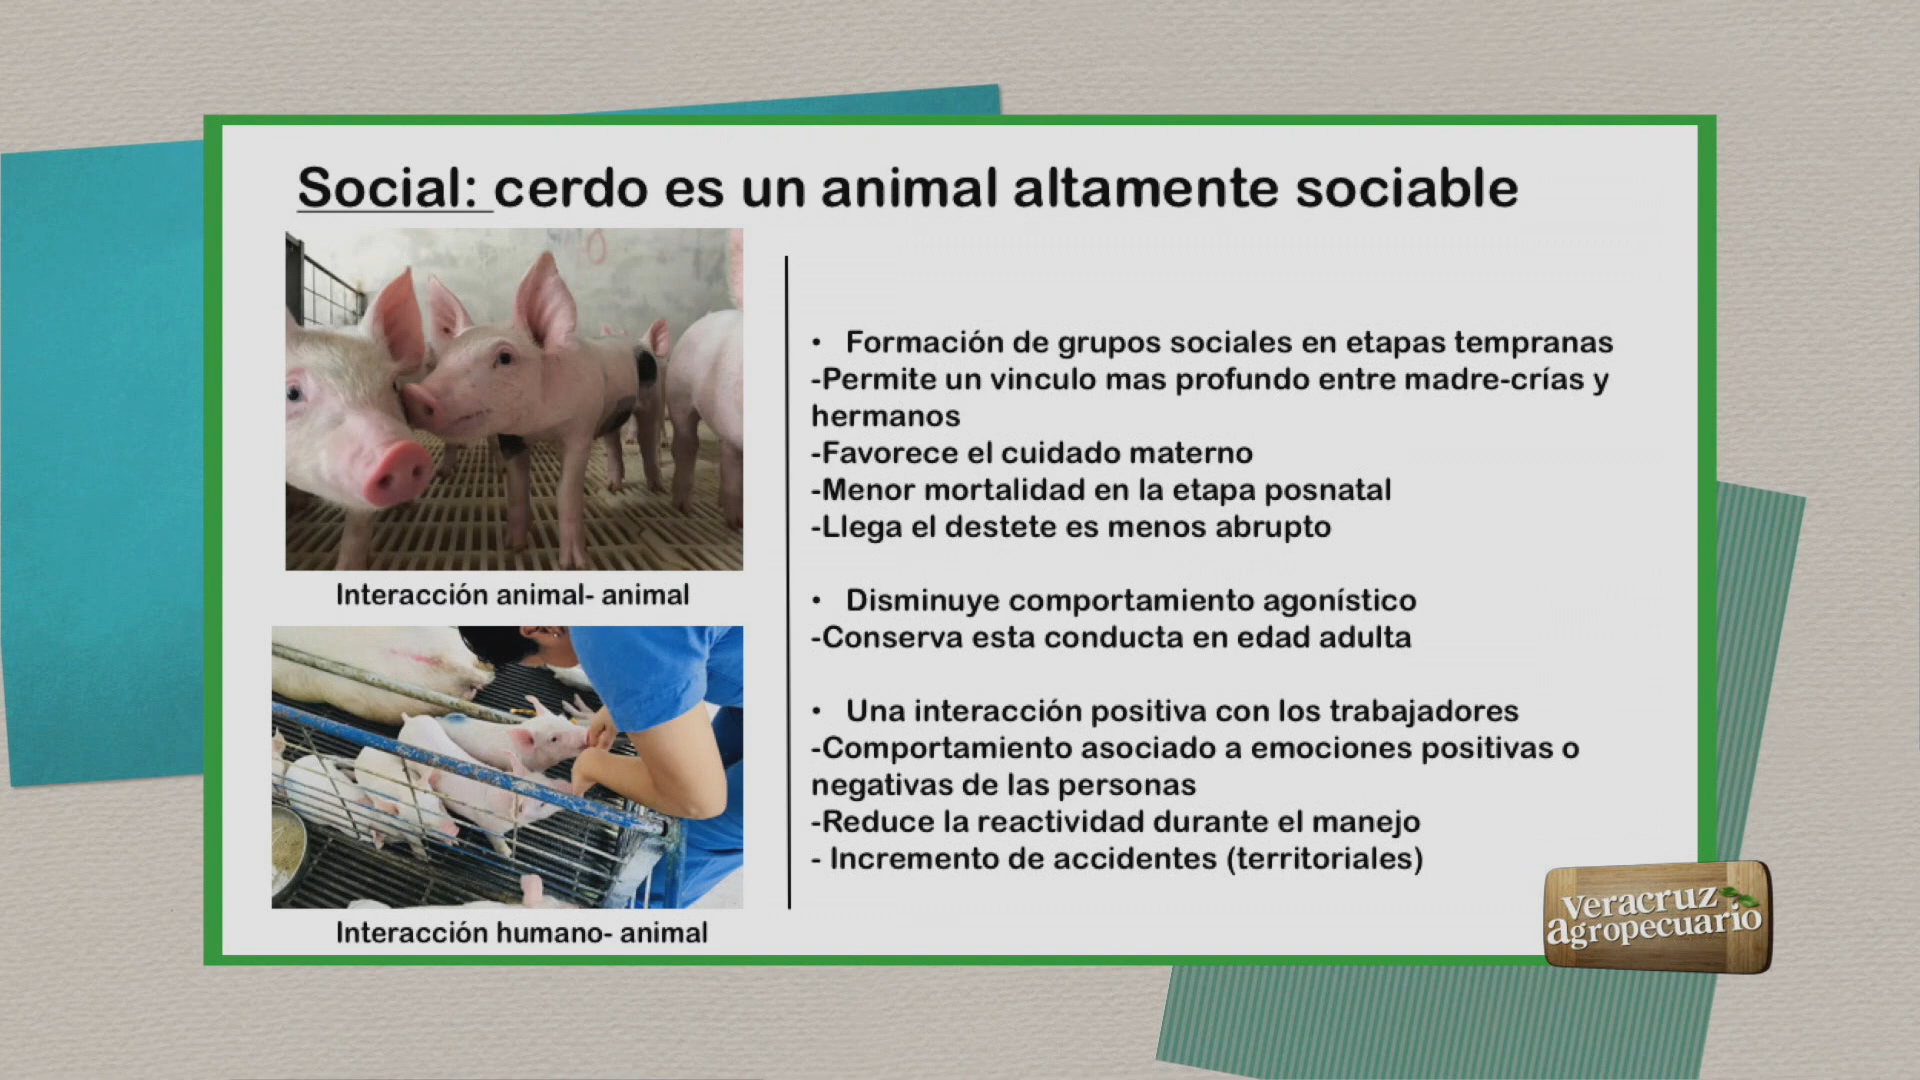 Social: cerdo es un animal altamente sociable
Interacción animal- animal
Interacción humano- animal
• Formación de grupos sociales en etapas tempranas
-Permite un vinculo mas profundo entre madre-crías y
hermanos
-Favorece el cuidado materno
-Menor mortalidad en la etapa posnatal
-Llega el destete es menos abrupto
• Disminuye comportamiento agonístico
-Conserva esta conducta en edad adulta
• Una interacción positiva con los trabajadores
-Comportamiento asociado a emociones positivas o
negativas de las personas
-Reduce la reactividad durante el manejo
- Incremento de accidentes (territoriales)
veracruz
agropecuario